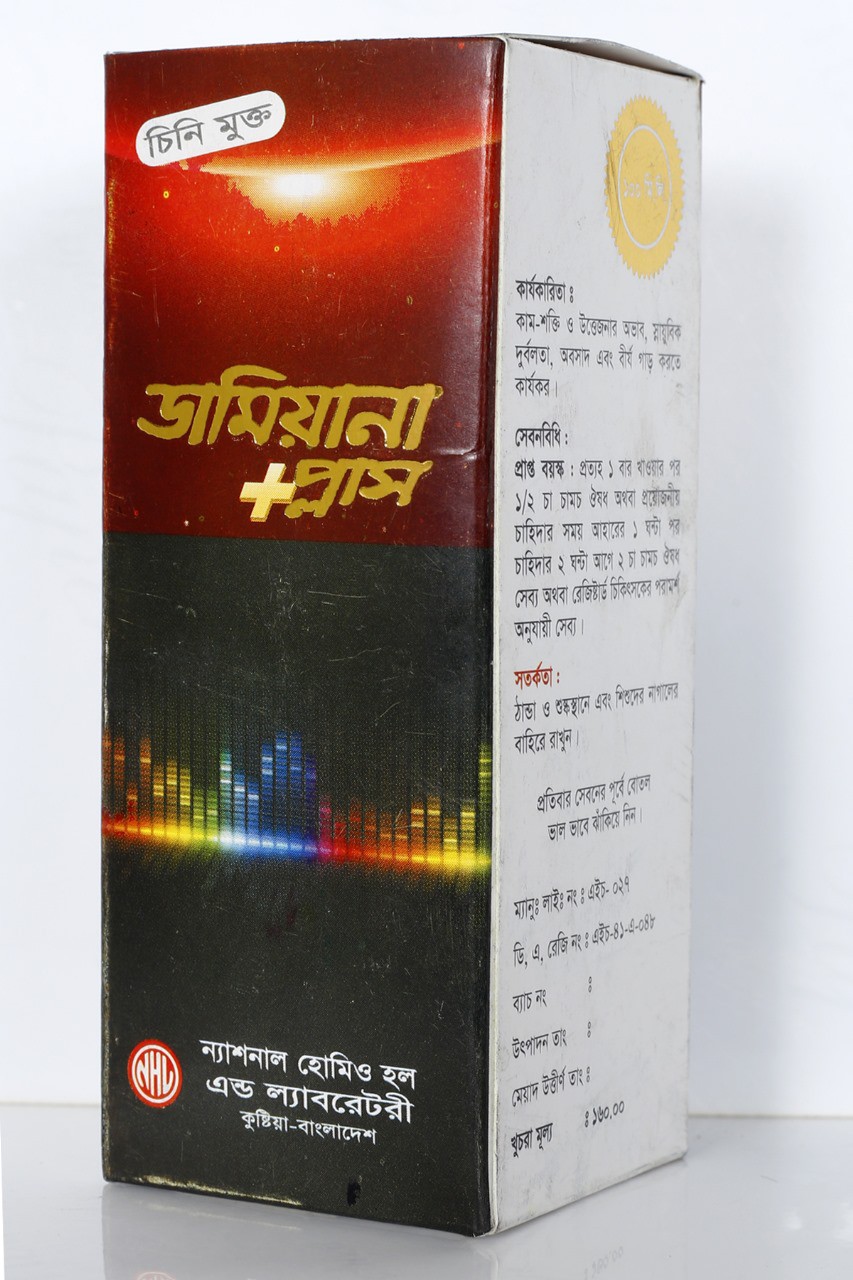 চিনি মুক্ত
ডামিয়ানা
+প্লাস
NHL
ন্যাশনাল হোমিও হল
এন্ড ল্যাবরেটরী
কুষ্টিয়া-বাংলাদেশ
১০০ মিঃলিঃ
কার্যকারিতা ঃ
কাম-শক্তি ও উত্তেজনার অভাব, স্নায়ুবিক
দুর্বলতা, অবসাদ এবং বীর্য গাড় করতে
কার্যকর।
সেবনবিধি :
প্রাপ্ত বয়স্ক : প্রত্যহ ১ বার খাওয়ার পর
১/২ চা চামচ ঔষধ অথবা প্রয়োজনীয়
চাহিদার সময় আহারের ১ ঘন্টা পর
চাহিদার ২ ঘন্টা আগে ২ চা চামচ ঔষধ
সেব্য অথবা রেজিষ্টার্ড চিকিৎসকের পরামর্শ
অনুযায়ী সেব্য।
সতর্কতা :
ঠান্ডা ও শুষ্কস্থানে এবং শিশুদের নাগালের
বাহিরে রাখুন।
প্রতিবার সেবনের পূর্বে বোতল
ভাল ভাবে ঝাঁকিয়ে নিন।
ম্যানুঃ লাইঃ নং ঃ এইচ- ০২৭
ডি, এ, রেজি নং ঃ এইচ-৪১-এ-০৪৮
ব্যাচ নং ঃ
উৎপাদন তাং ঃ
মেয়াদ উত্তীর্ণ তাং ঃ
খুচরা মূল্য ঃ ১৬০.০০